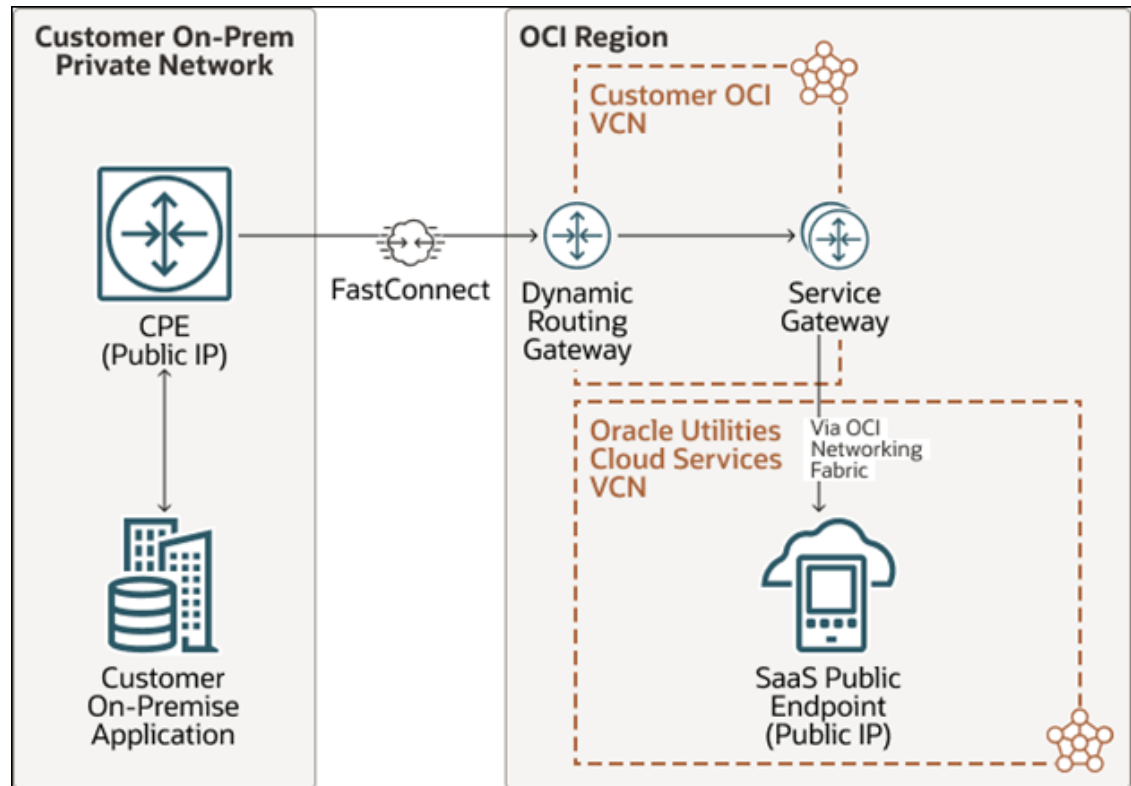 Customer On-Prem
Private Network
CPE
(Public IP)
Customer
On-Premise
Application
FastConnect
OCI Region
Customer OCI
VCN
Dynamic
Routing
Gateway
Service
Gateway
Oracle Utilities
Cloud Services
VCN
Via OCI
Networking
Fabric
SaaS Public
Endpoint
(Public IP)